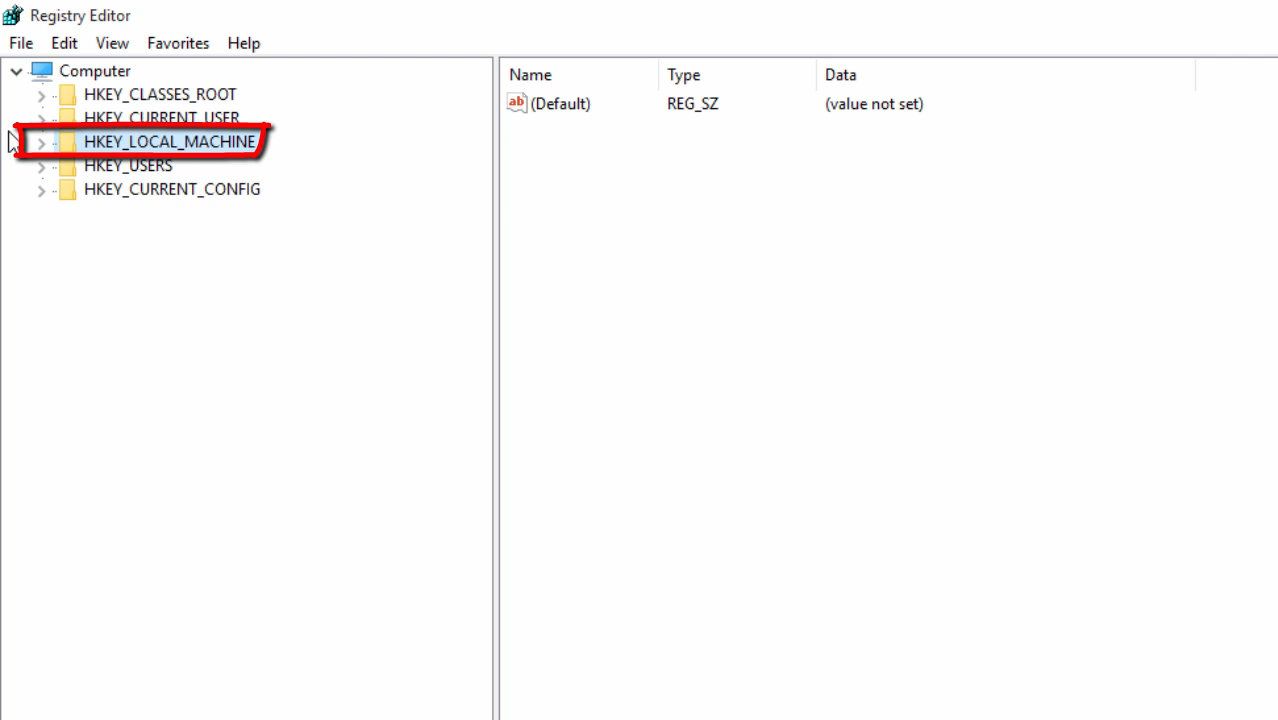 Registry Editor
File Edit View Favorites Help
Computer
HKEY_CLASSES_ROOT
HKEY_CURRENT_USER
HKEY_LOCAL_MACHINE
HKEY_USERS
HKEY_CURRENT_CONFIG
Name Type Data
ab (Default) REG_SZ (value not set)